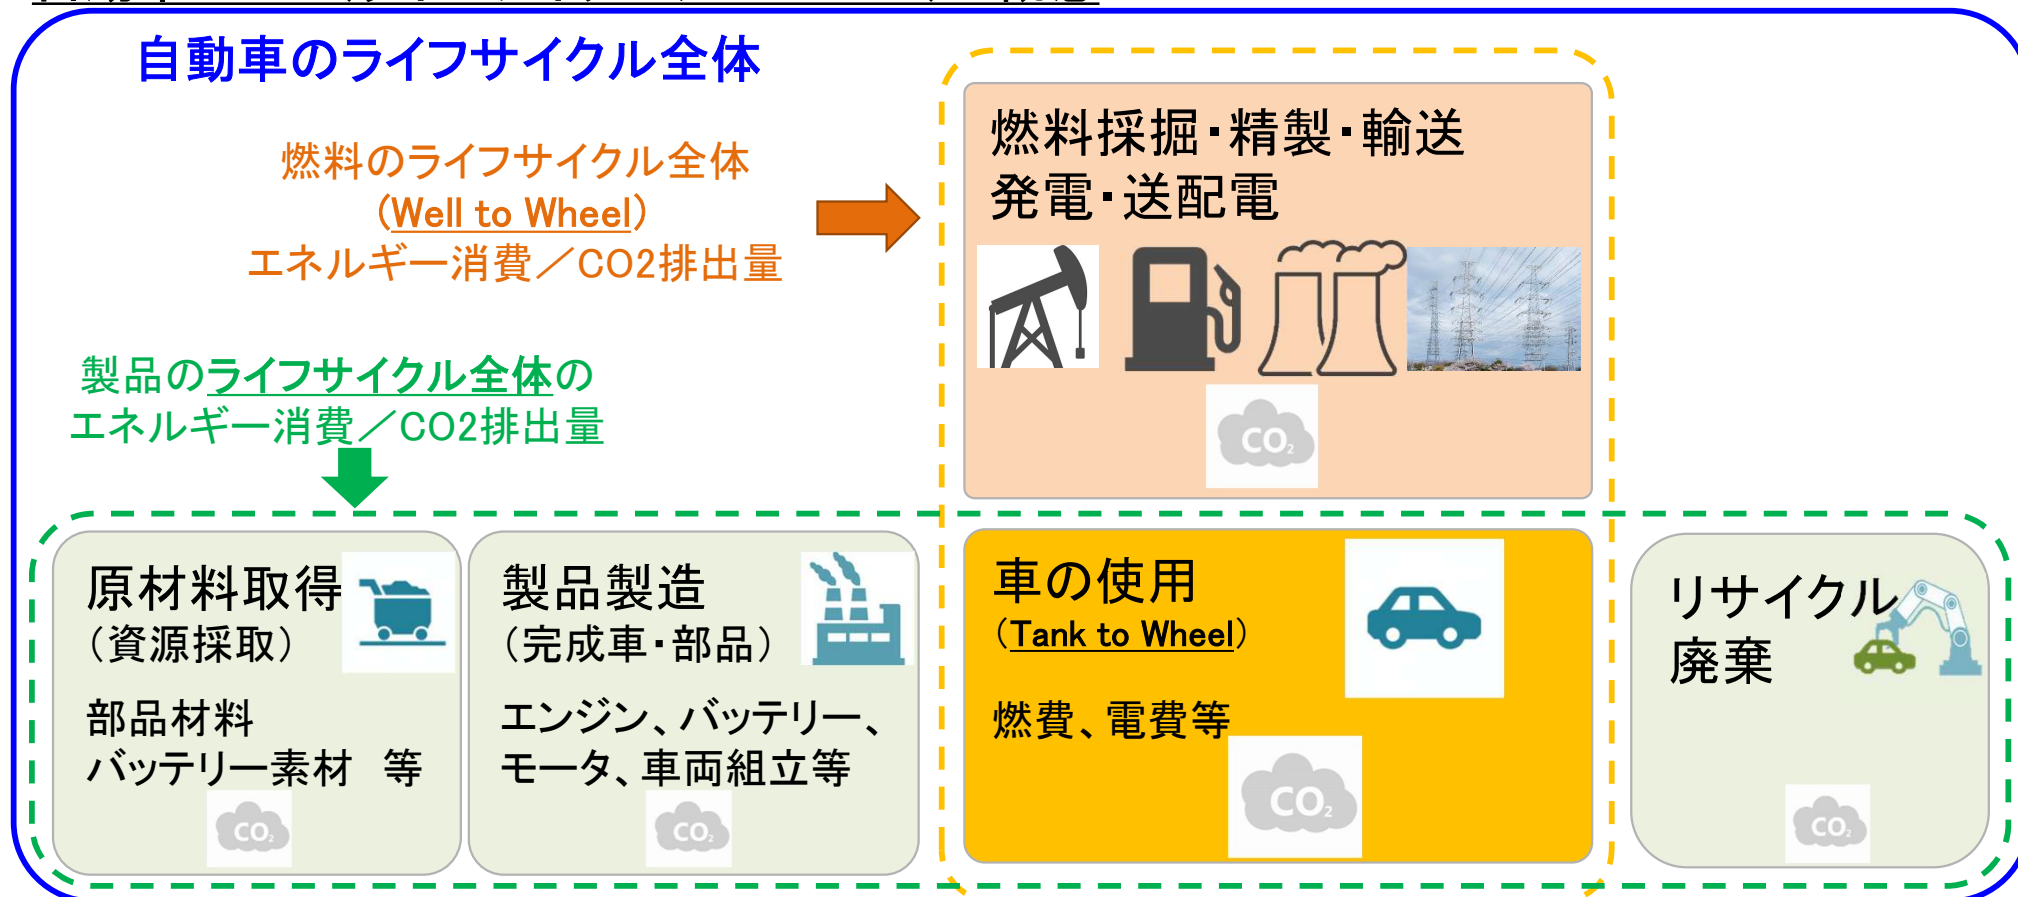 自動車のライフサイクル全体
燃料のライフサイクル全体
(Well to Wheel)
エネルギー消費／CO2排出量
燃料採掘・精製・輸送
発電・送配電
CO2
製品のライフサイクル全体の
エネルギー消費／CO2排出量
原材料取得
（資源採取）
部品材料
バッテリー素材　等
CO2
製品製造
（完成車・部品）
エンジン、バッテリー、
モータ、車両組立等
CO2
車の使用
（Tank to Wheel）
燃費、電費等
CO2
リサイクル
廃棄
CO2